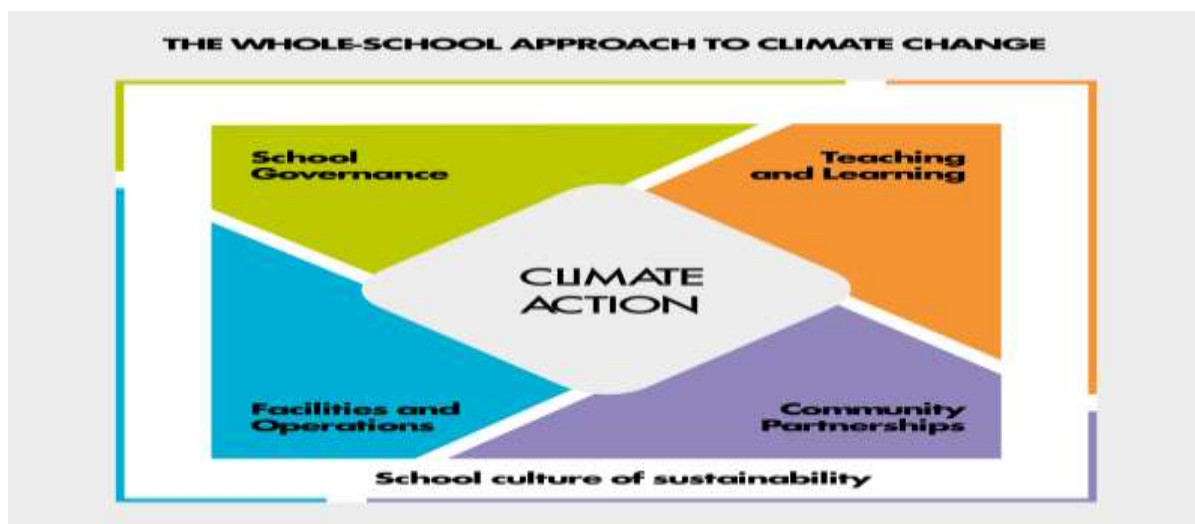 THE WHOLE-SCHOOL APPROACH TO CLIMATE CHANGE
School
Governance
Teaching
and Learning
CLIMATE
ACTION
Facilities and
Operations
Community
Partnerships
School culture of sustainability